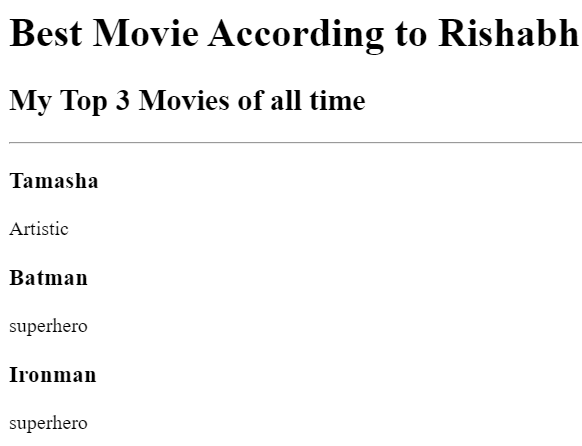 Best Movie According to Rishabh
My Top 3 Movies of all time
Tamasha
Artistic
Batman
superhero
Ironman
superhero